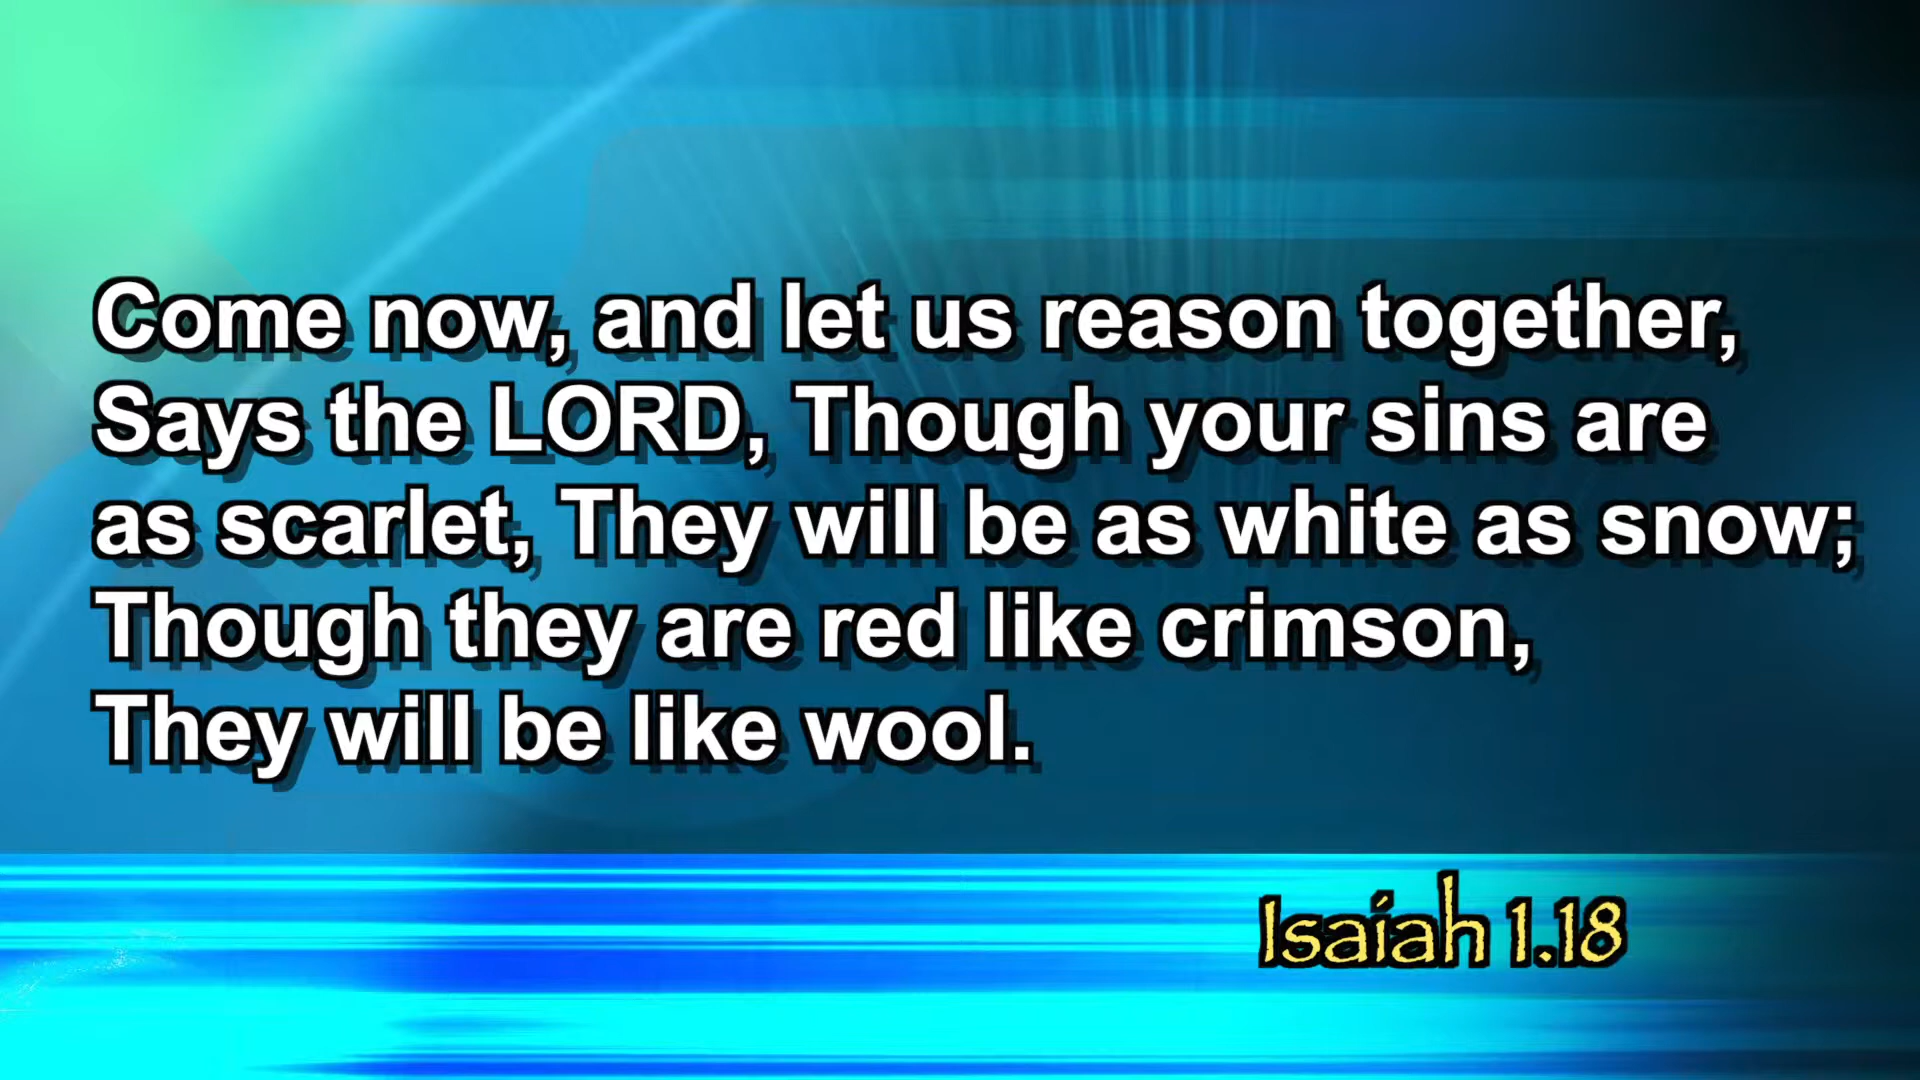 Come now, and let us reason together,
Says the LORD, Though your sins are
as scarlet, They will be as white as snow;
Though they are red like crimson,
They will be like wool.
Isaiah 1.18